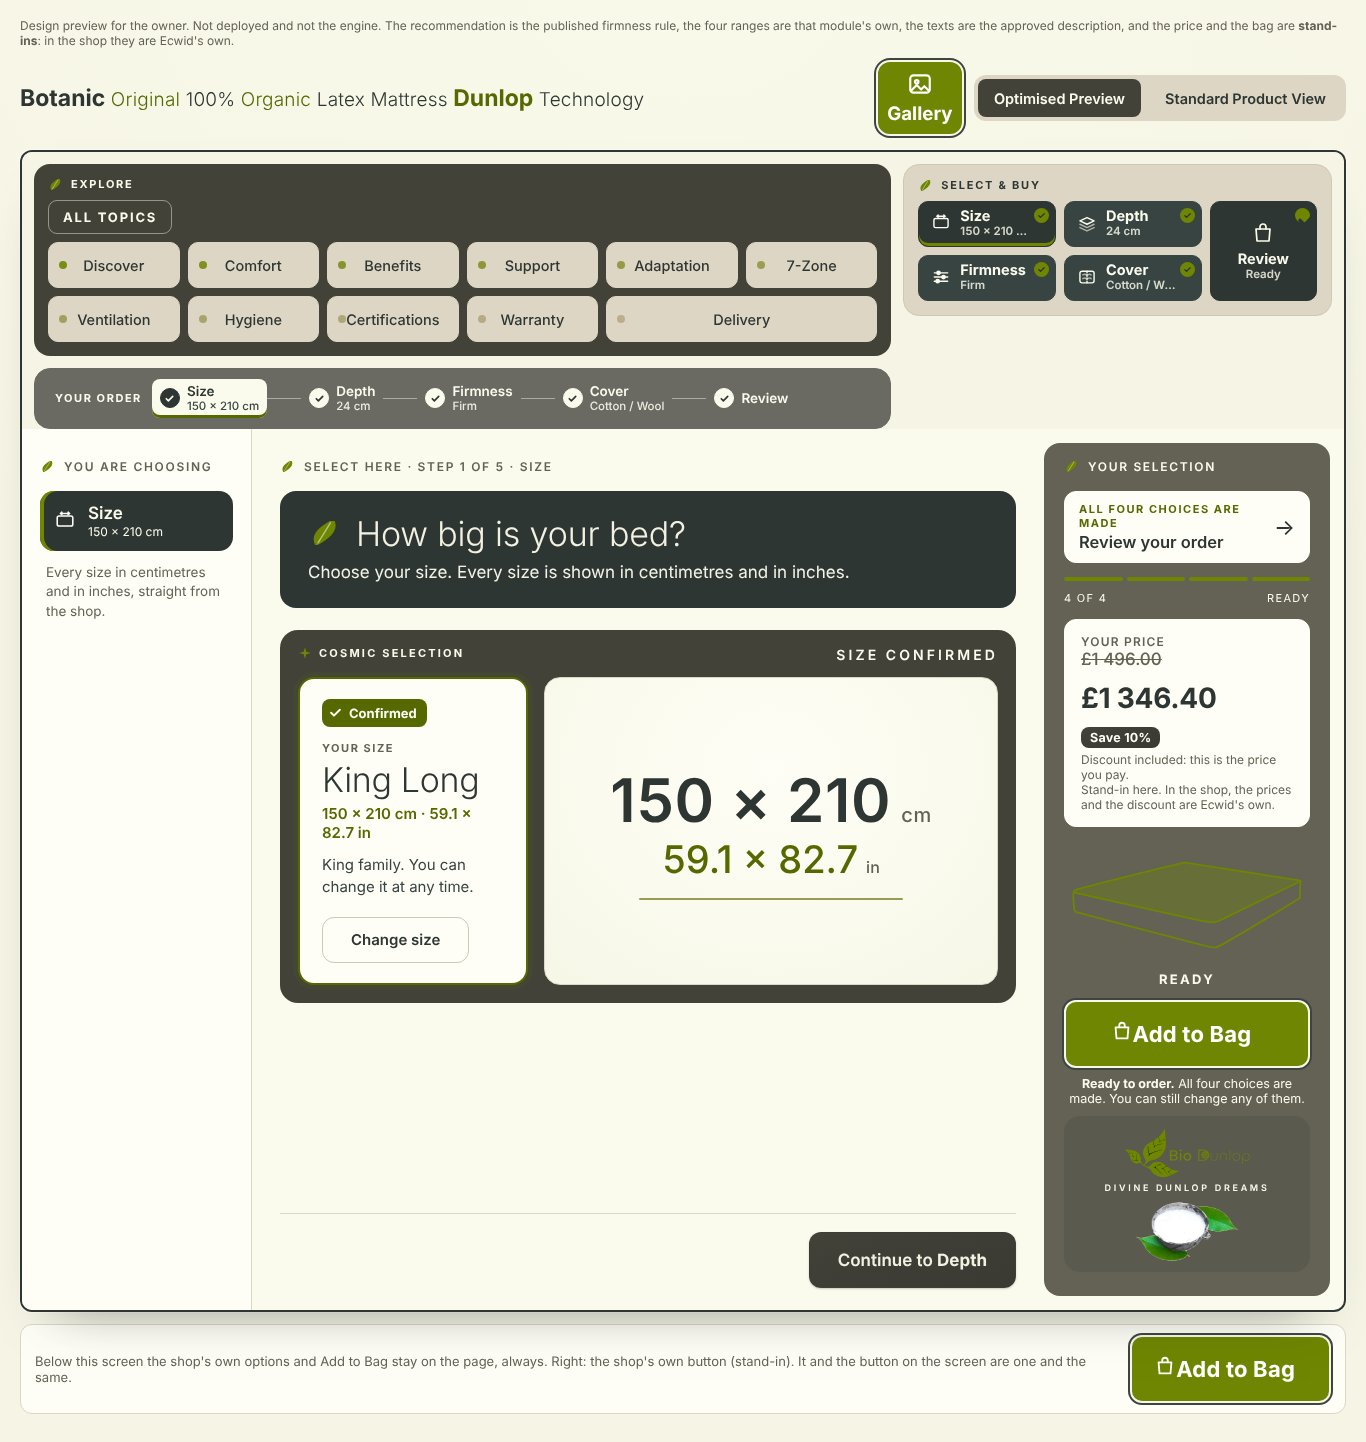 Design preview for the owner. Not deployed and not the engine. The recommendation is the published firmness rule, the four ranges are that module's own, the texts are the approved description, and the price and the bag are stand-
ins: in the shop they are Ecwid's own.
Botanic Original 100% Organic Latex Mattress Dunlop Technology
Gallery
Optimised Preview
Standard Product View
EXPLORE
ALL TOPICS
Discover
Comfort
Benefits
Support
Adaptation
7-Zone
Ventilation
Hygiene
Certifications
Warranty
Delivery
SELECT & BUY
Size
150 × 210 ...
Depth
24 cm
Firmness
Firm
Cover
Cotton / W...
Review
Ready
YOUR ORDER
Size
150 × 210 cm
Depth
24 cm
Firmness
Firm
Cover
Cotton / Wool
Review
YOU ARE CHOOSING
Size
150 × 210 cm
Every size in centimetres
and in inches, straight from
the shop.
SELECT HERE · STEP 1 OF 5 · SIZE
How big is your bed?
Choose your size. Every size is shown in centimetres and in inches.
COSMIC SELECTION
SIZE CONFIRMED
Confirmed
YOUR SIZE
King Long
150 × 210 cm · 59.1 ×
82.7 in
King family. You can
change it at any time.
Change size
150 × 210 cm
59.1 × 82.7 in
Continue to Depth
YOUR SELECTION
ALL FOUR CHOICES ARE
MADE
Review your order
4 OF 4
READY
YOUR PRICE
£1 496.00
£1 346.40
Save 10%
Discount included: this is the price
you pay.
Stand-in here. In the shop, the prices
and the discount are Ecwid's own.
READY
Add to Bag
Ready to order. All four choices are
made. You can still change any of them.
Bio Dunlop
DIVINE DUNLOP DREAMS
Below this screen the shop's own options and Add to Bag stay on the page, always. Right: the shop's own button (stand-in). It and the button on the screen are one and the
same.
Add to Bag